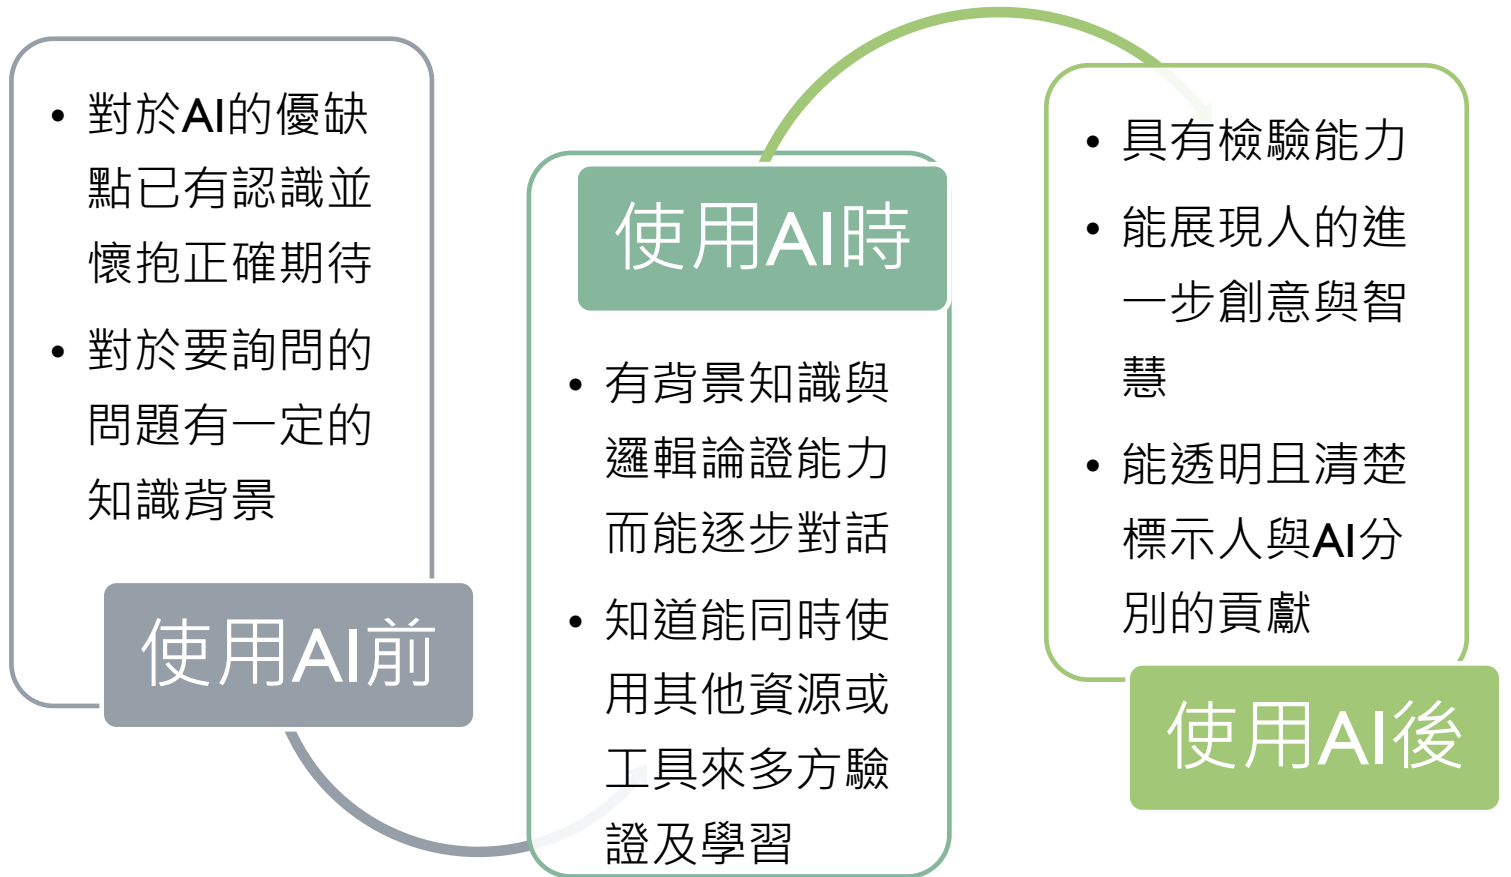 • 對於AI的優缺
點已有認識並
懷抱正確期待
• 對於要詢問的
問題有一定的
知識背景
使用AI前
使用AI時
• 有背景知識與
邏輯論證能力
而能逐步對話
• 知道能同時使
用其他資源或
工具來多方驗
證及學習
• 具有檢驗能力
• 能展現人的進
一步創意與智
慧
• 能透明且清楚
標示人與AI分
別的貢獻
使用AI後